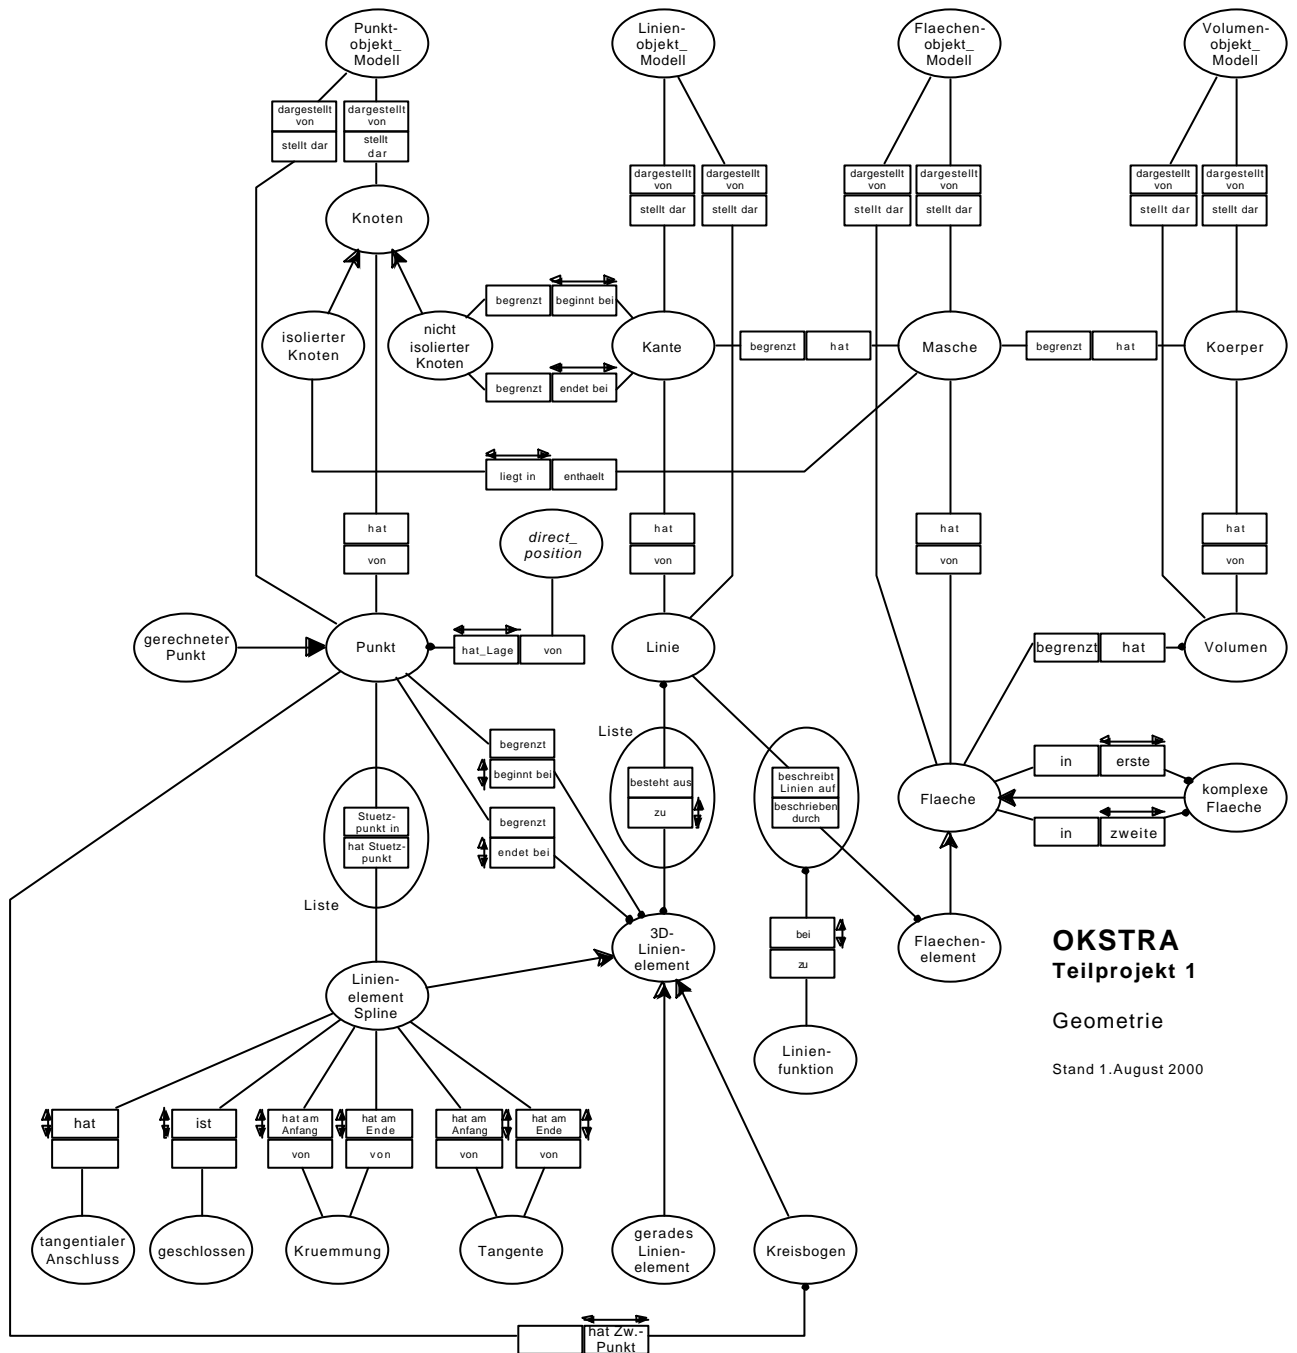 Punkt-
objekt_
Modell
Linien-
objekt_
Modell
Flaechen-
objekt_
Modell
Volumen-
objekt_
Modell
dargestellt
von
stellt dar
dargestellt
von
stellt
dar
dargestellt
von
stellt dar
dargestellt
von
stellt dar
dargestellt
von
stellt dar
dargestellt
von
stellt dar
dargestellt
von
stellt dar
dargestellt
von
stellt dar
Knoten
begrenzt
beginnt bei
isolierter
Knoten
nicht
isolierter
Knoten
Kante
begrenzt
hat
Masche
begrenzt
hat
Koerper
begrenzt
endet bei
liegt in
enthaelt
hat
von
direct_
position
hat
von
hat
von
hat
von
gerechneter
Punkt
Punkt
hat_Lage
von
Linie
begrenzt
hat
Volumen
Liste
begrenzt
beginnt bei
besteht aus
zu
beschreibt
Linien auf
beschrieben
durch
in
erste
Flaeche
komplexe
Flaeche
in
zweite
Stuetz-
punkt in
hat Stuetz-
punkt
begrenzt
endet bei
Liste
3D-
Linien-
element
bei
zu
Flaechen-
element
OKSTRA
Teilprojekt 1
Geometrie
Stand 1.August 2000
Linien-
element
Spline
Linien-
funktion
hat
ist
hat am
Anfang
von
hat am
Ende
von
hat am
Anfang
von
hat am
Ende
von
tangentialer
Anschluss
geschlossen
Kruemmung
Tangente
gerades
Linien-
element
Kreisbogen
hat Zw.-
Punkt